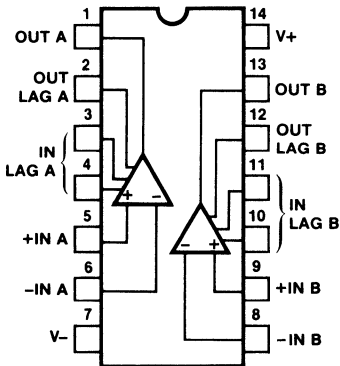 1
OUT A
2
OUT
LAG A
3
IN
LAG A
4
5
+IN A
6
–IN A
7
V–
14
V+
13
OUT B
12
OUT
LAG B
11
IN
LAG B
10
9
+IN B
8
–IN B
+ –
– +